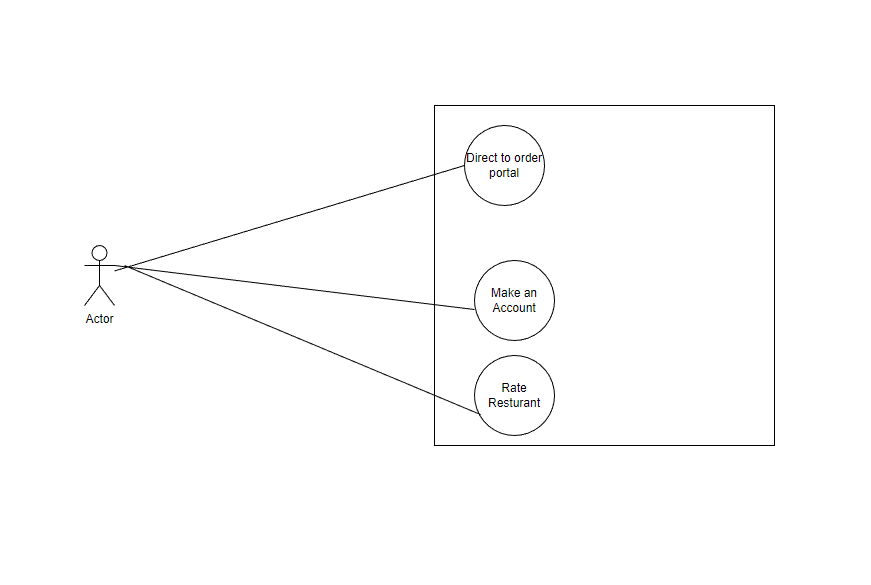 Direct to order
portal
Make an
Account
Actor
Rate
Resturant